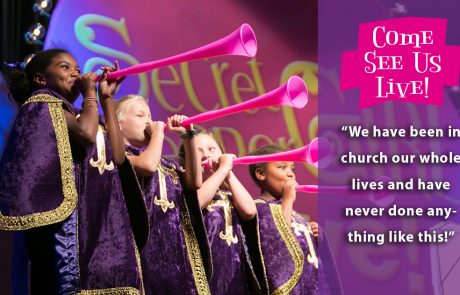 Come
See Us
Live!
“We have been in
church our whole
lives and have
never done any-
thing like this!”
Secret